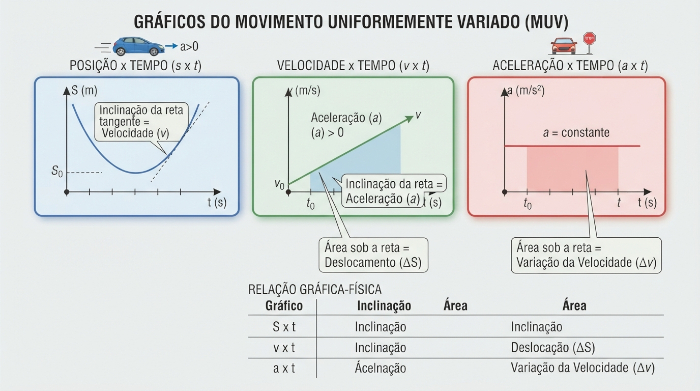 GRÁFICOS DO MOVIMENTO UNIFORMEMENTE VARIADO (MUV)
a>0
STOP
POSIÇÃO x TEMPO (s x t)
VELOCIDADE x TEMPO (v x t)
ACELERAÇÃO x TEMPO (a x t)
S (m)
Inclinação da reta
tangente =
Velocidade (v)
S₀
t (s)
v (m/s)
Aceleração (a)
(a) > 0
v
v₀
t₀
Inclinação da reta =
Aceleração (a)
t (s)
Área sob a reta =
Deslocamento (ΔS)
a (m/s²)
a = constante
t₀
t
t (s)
Área sob a reta =
Variação da Velocidade (Δv)
RELAÇÃO GRÁFICA-FÍSICA
Gráfico Inclinação Área Área
S x t Inclinação Inclinação
v x t Inclinação Deslocação (ΔS)
a x t Ácelnação Variação da Velocidade (Δv)